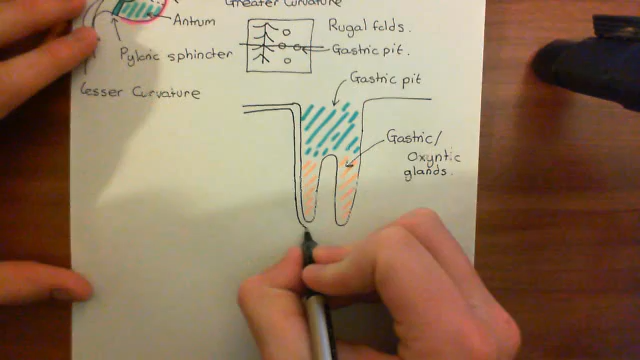 Greater Curvature
Antrum
Rugal folds.
Pyloric sphincter
Gastric pit.
Lesser Curvature
Gastric pit
Gastric/
Oxyntic
glands.